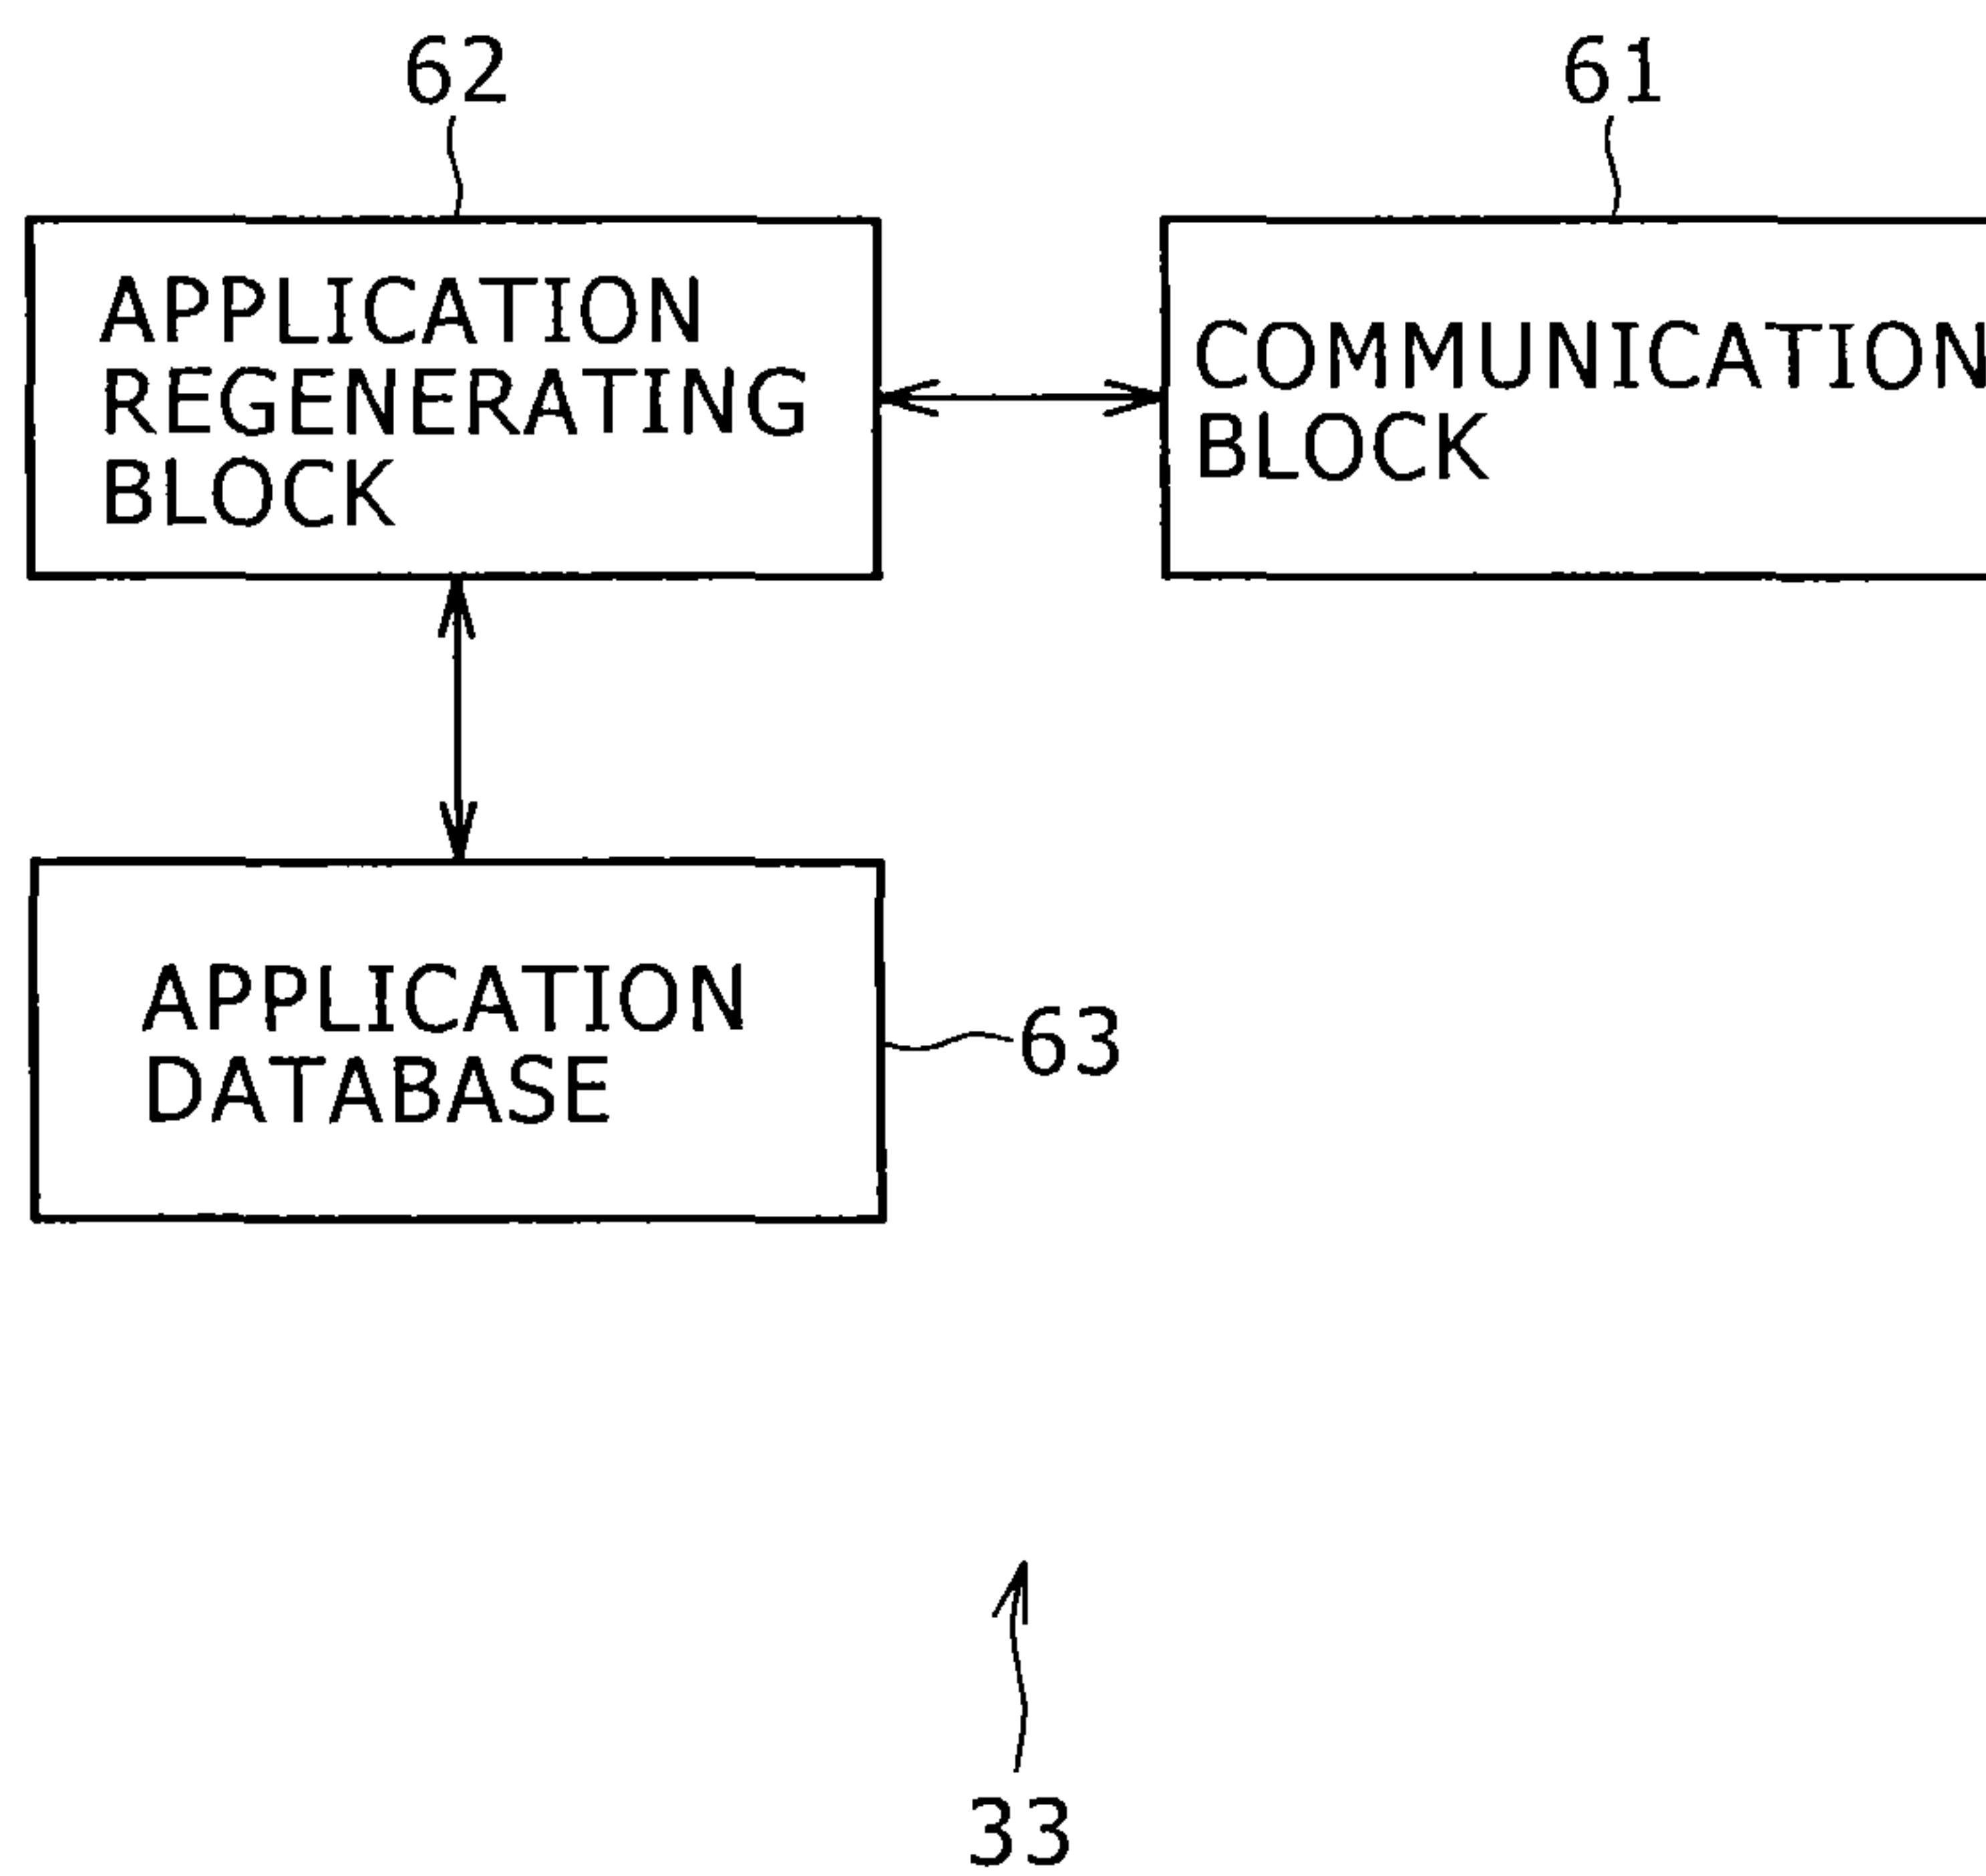 62
61
APPLICATION
REGENERATING
BLOCK
COMMUNICATION
BLOCK
APPLICATION
DATABASE
63
33